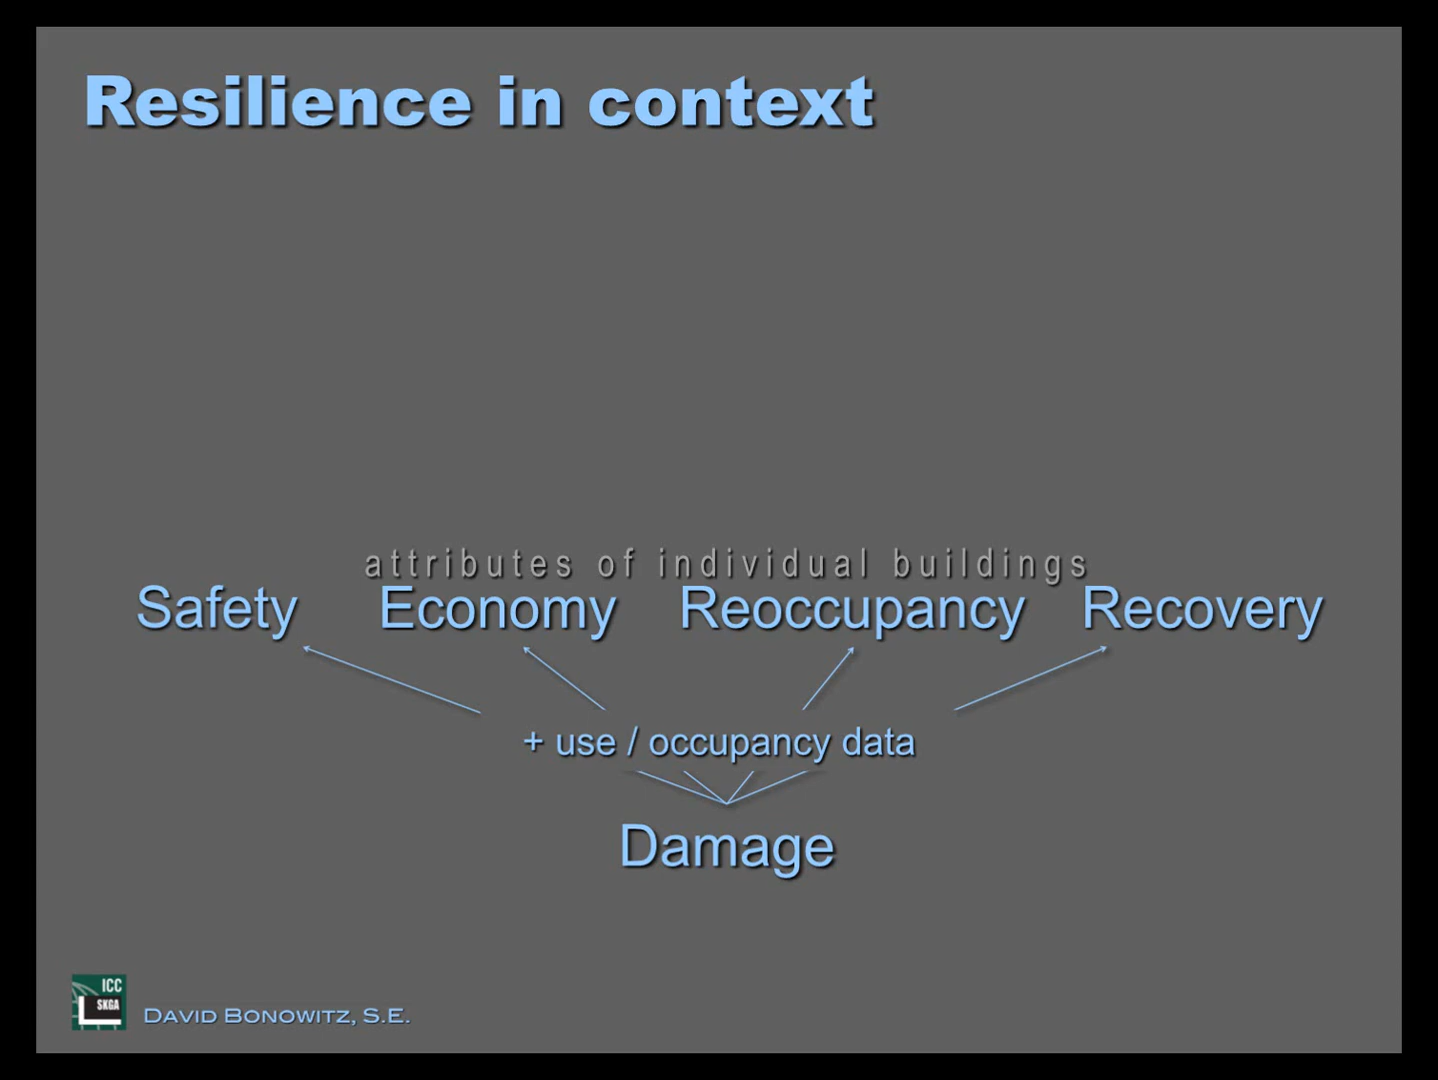 Resilience in context
attributes of individual buildings
Safety Economy Reoccupancy Recovery
+ use / occupancy data
Damage
ICC
SKGA
DAVID BONOWITZ, S.E.